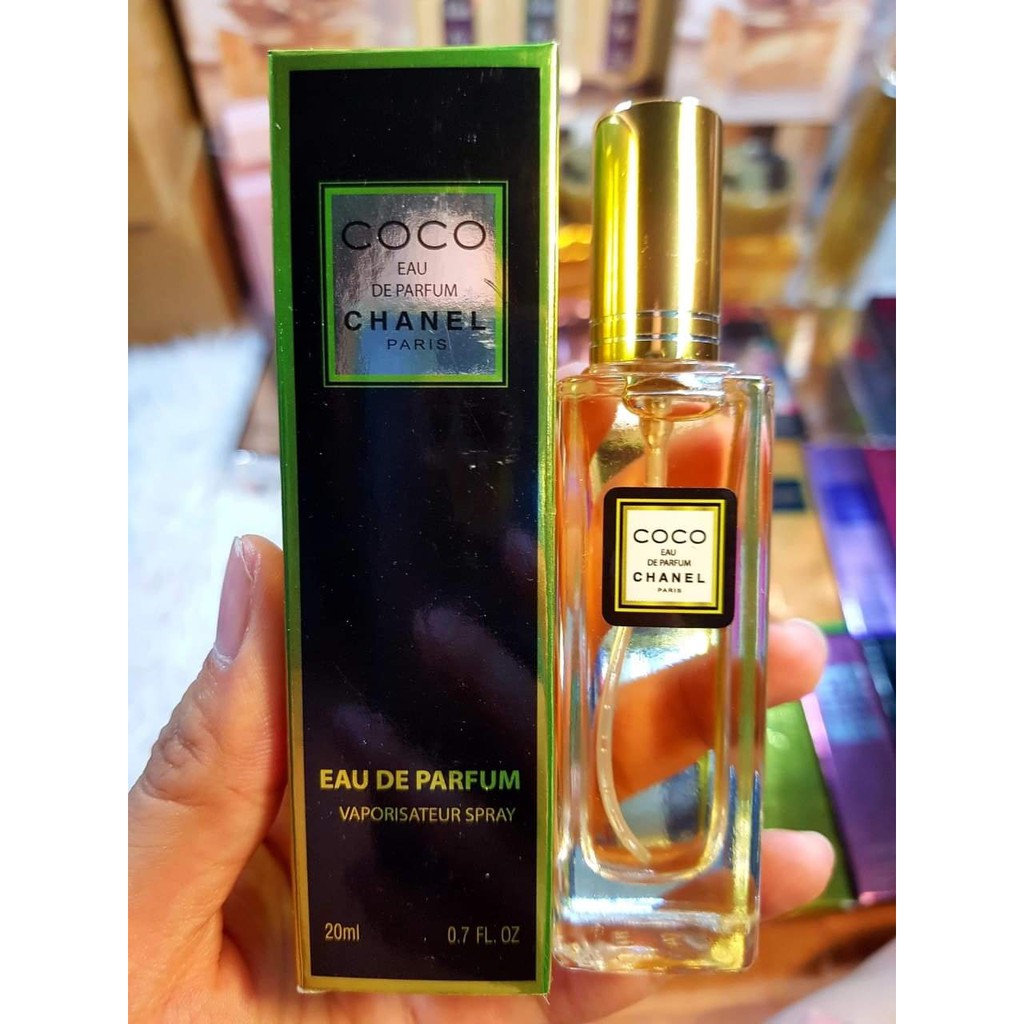 COCO
EAU
DE PARFUM
CHANEL
PARIS
EAU DE PARFUM
VAPORISATEUR SPRAY
20ml 0.7 FL. OZ
COCO
EAU
DE PARFUM
CHANEL
PARIS